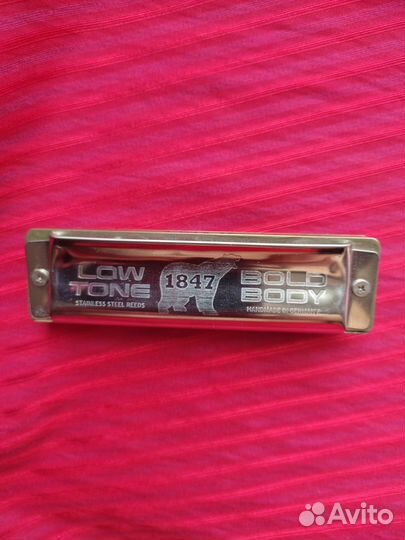 LOW TONE
STAINLESS STEEL REEDS
1847
BOLD BODY
HANDMADE IN GERMANY
Avito